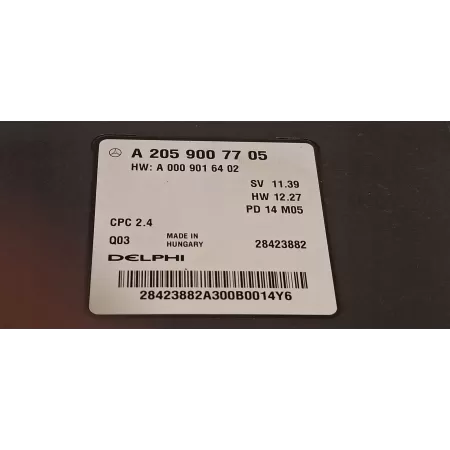 A 205 900 77 05
HW: A 000 901 64 02
SV 11.39
HW 12.27
PD 14 M05
CPC 2.4
Q03 MADE IN HUNGARY 28423882
DELPHI
28423882A300B0014Y6